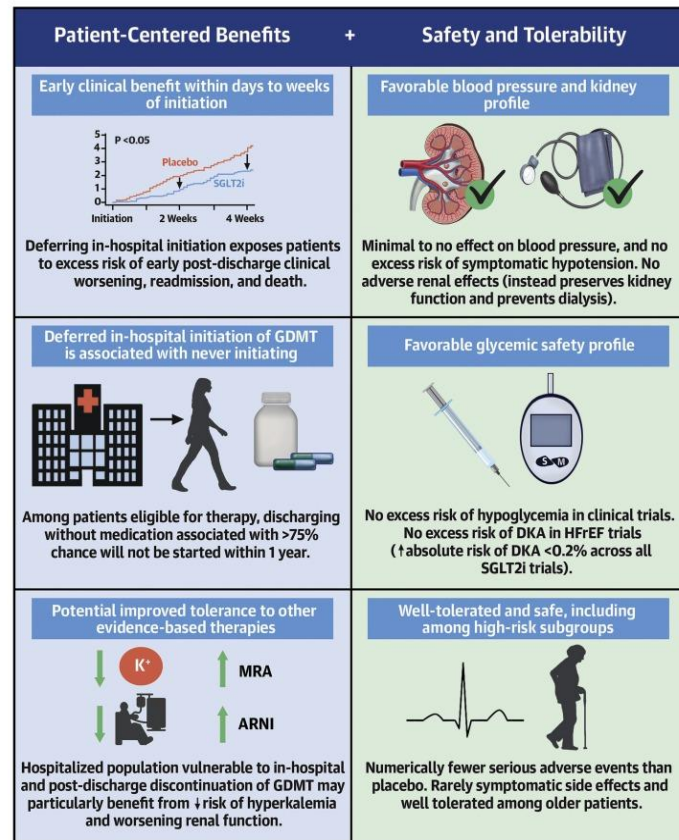 Patient-Centered Benefits + Safety and Tolerability
Early clinical benefit within days to weeks
of initiation
5
4
3
2
1
0
P <0.05
Placebo
SGLT2i
Initiation 2 Weeks 4 Weeks
Deferring in-hospital initiation exposes patients
to excess risk of early post-discharge clinical
worsening, readmission, and death.
Favorable blood pressure and kidney
profile
Minimal to no effect on blood pressure, and no
excess risk of symptomatic hypotension. No
adverse renal effects (instead preserves kidney
function and prevents dialysis).
Deferred in-hospital initiation of GDMT
is associated with never initiating
Among patients eligible for therapy, discharging
without medication associated with >75%
chance will not be started within 1 year.
Favorable glycemic safety profile
S M
No excess risk of hypoglycemia in clinical trials.
No excess risk of DKA in HFrEF trials
(↑absolute risk of DKA <0.2% across all
SGLT2i trials).
Potential improved tolerance to other
evidence-based therapies
K+
MRA
ARNI
Hospitalized population vulnerable to in-hospital
and post-discharge discontinuation of GDMT may
particularly benefit from ↓risk of hyperkalemia
and worsening renal function.
Well-tolerated and safe, including
among high-risk subgroups
Numerically fewer serious adverse events than
placebo. Rarely symptomatic side effects and
well tolerated among older patients.